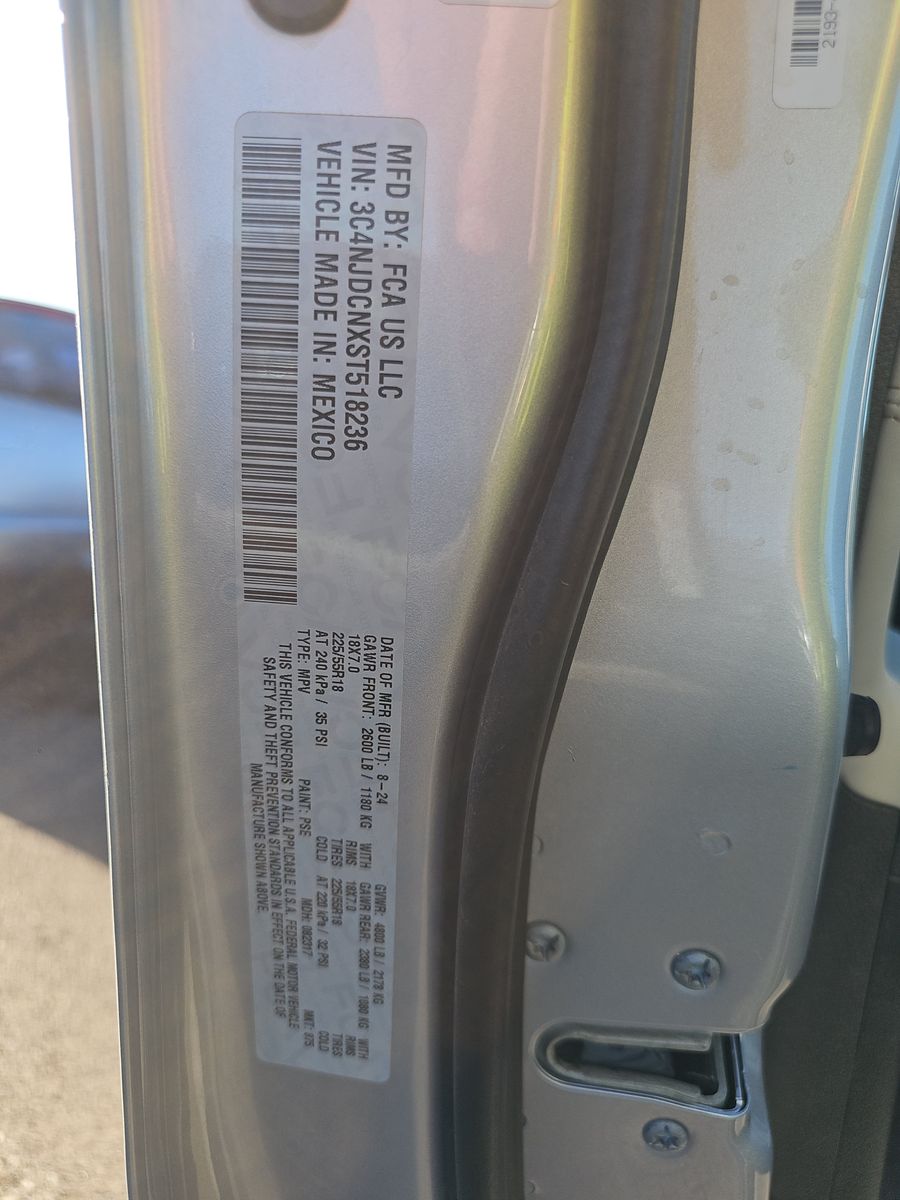 MFD BY: FCA US LLC
VIN: 3C4NJDCNXST518236
VEHICLE MADE IN: MEXICO
DATE OF MFR (BUILT): 8-24 GVWR: 4800 LB / 2178 KG
GAWR FRONT: 2600 LB / 1180 KG WITH GAWR REAR: 2380 LB / 1080 KG WITH
18X7.0 RIMS 18X7.0 RIMS
225/55R18 TIRES 225/55R18 TIRES
AT 240 kPa / 35 PSI COLD AT 220 kPa / 32 PSI COLD
TYPE: MPV PAINT: PSE MDH: 082317 MKT: 975
THIS VEHICLE CONFORMS TO ALL APPLICABLE U.S.A. FEDERAL MOTOR VEHICLE
SAFETY AND THEFT PREVENTION STANDARDS IN EFFECT ON THE DATE OF
MANUFACTURE SHOWN ABOVE.